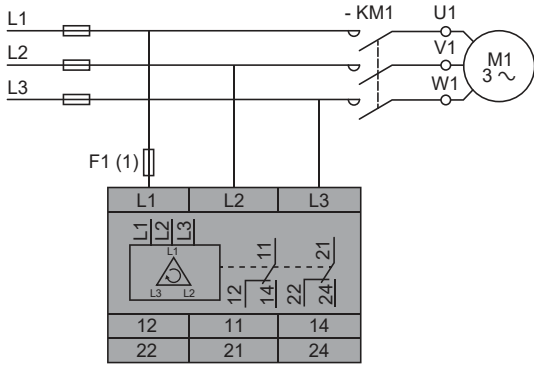 L1 - KM1 U1
L2 V1
L3 W1
M1
3 ~
F1 (1)
L1 L2 L3
L1 L2 L3
L1
L3 L2
11 21
12 14 22 24
12 11 14
22 21 24